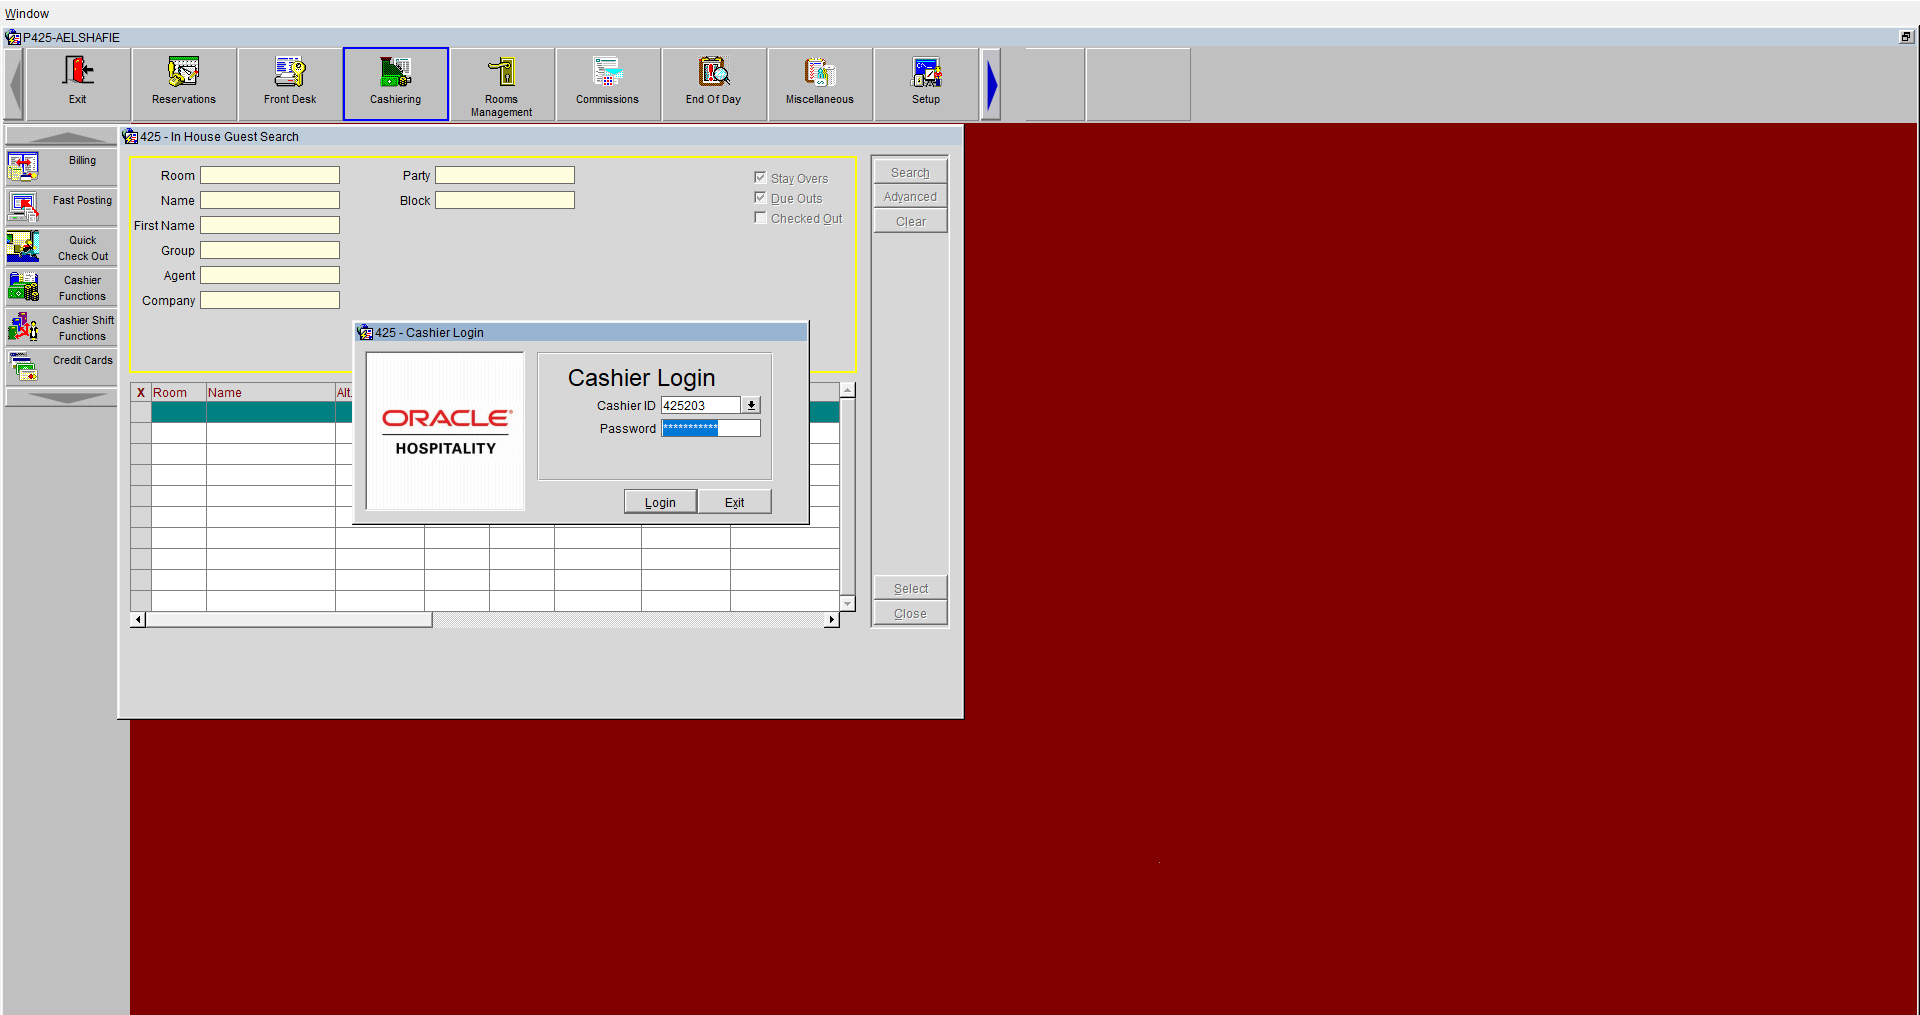 Window
P425-AELSHAFIE
Exit
Reservations
Front Desk
Cashiering
Rooms
Management
Commissions
End Of Day
Miscellaneous
Setup
Billing
Fast Posting
Quick
Check Out
Cashier
Functions
Cashier Shift
Functions
Credit Cards
425 - In House Guest Search
Room
Party
Name
Block
First Name
Group
Agent
Company
Stay Overs
Due Outs
Checked Out
Search
Advanced
Clear
X Room Name Alt.
425 - Cashier Login
ORACLE®
HOSPITALITY
Cashier Login
Cashier ID 425203
Password ***********
Login Exit
Select
Close